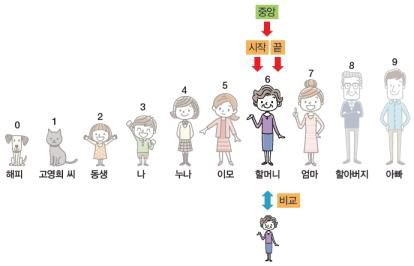 중앙
시작 끝
0 1 2 3 4 5 6 7 8 9
해피 고영희 씨 동생 나 누나 이모 할머니 엄마 할아버지 아빠
비교